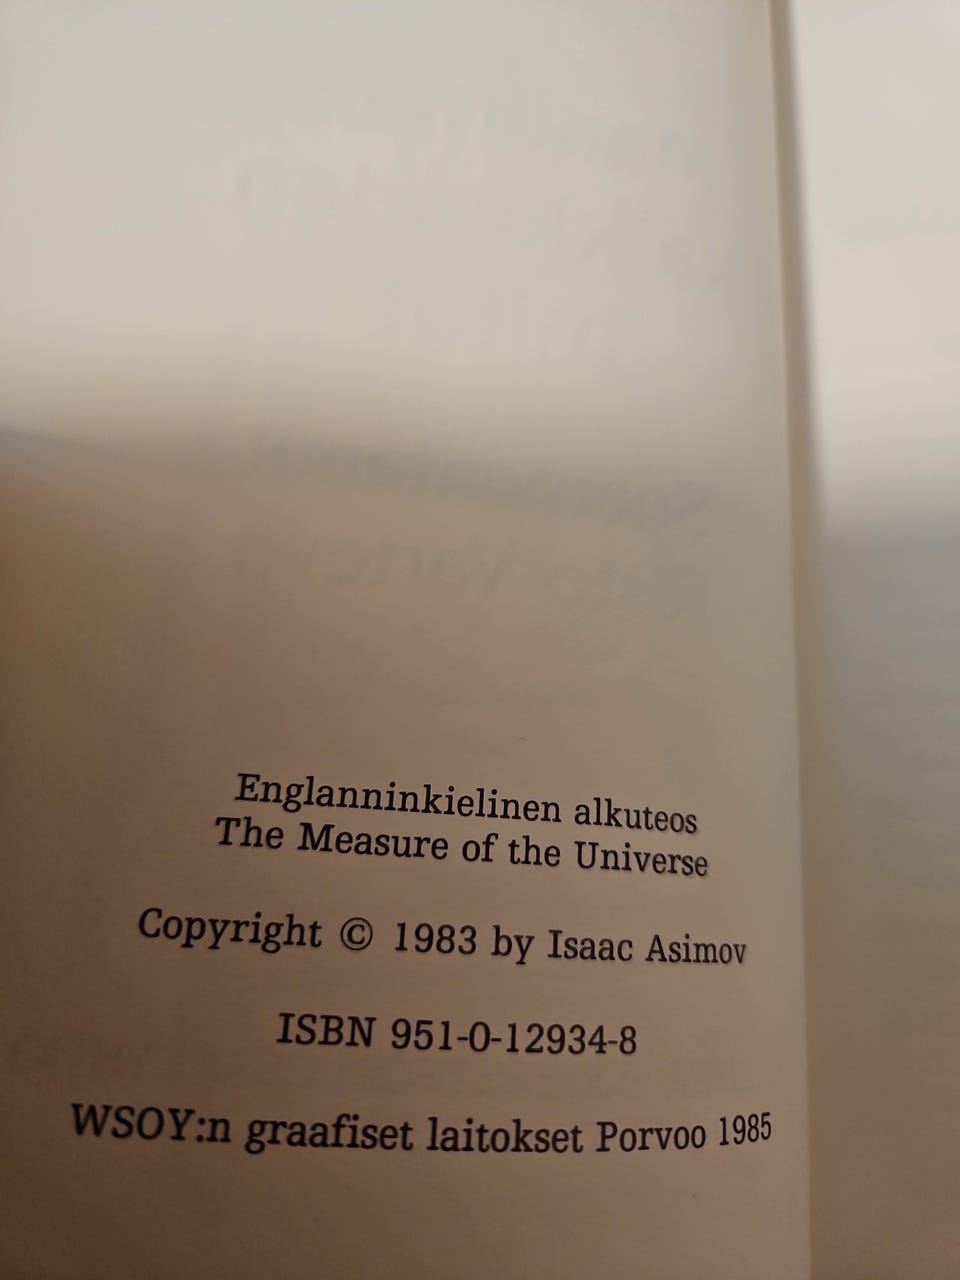 Englanninkielinen alkuteos
The Measure of the Universe
Copyright © 1983 by Isaac Asimov
ISBN 951-0-12934-8
WSOY:n graafiset laitokset Porvoo 1985